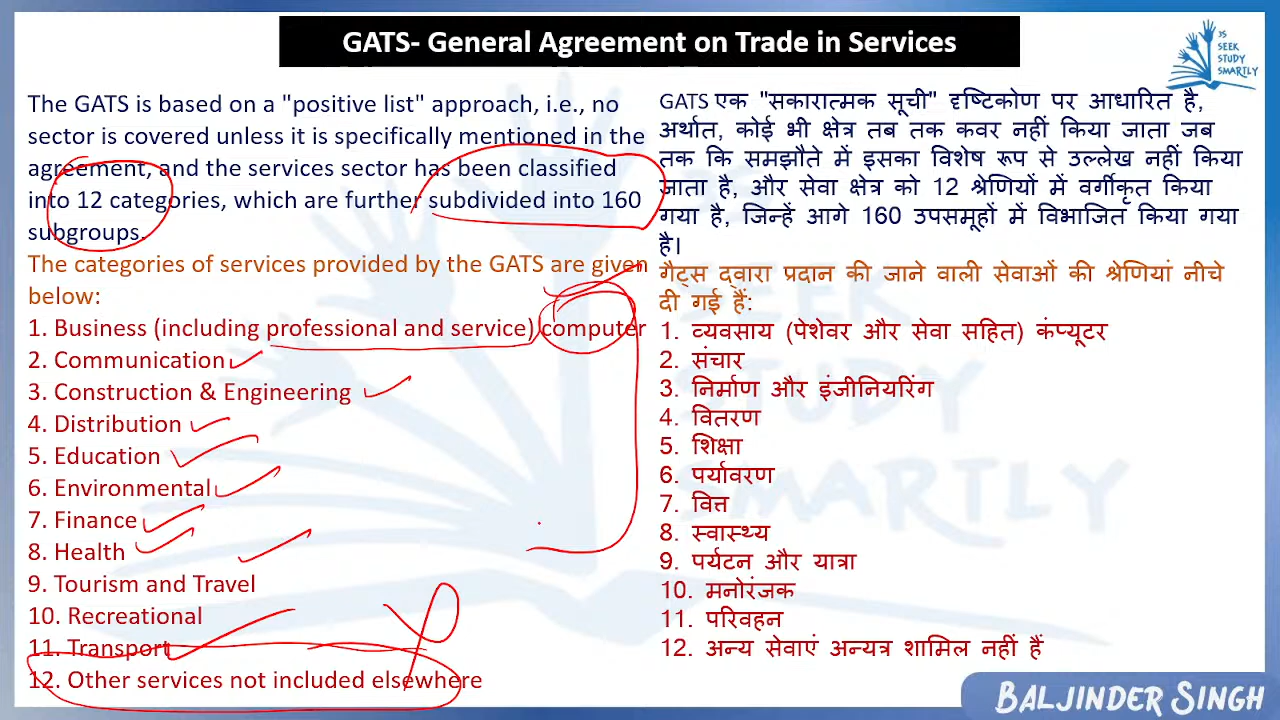 GATS- General Agreement on Trade in Services
35
SEEK
STUDY
SMARTLY
The GATS is based on a "positive list" approach, i.e., no
sector is covered unless it is specifically mentioned in the
agreement, and the services sector has been classified
into 12 categories, which are further subdivided into 160
subgroups.
The categories of services provided by the GATS are given
below:
1. Business (including professional and service) computer
2. Communication
3. Construction & Engineering
4. Distribution
5. Education
6. Environmental
7. Finance
8. Health
9. Tourism and Travel
10. Recreational
11. Transport
12. Other services not included elsewhere
GATS एक "सकारात्मक सूची" दृष्टिकोण पर आधारित है,
अर्थात, कोई भी क्षेत्र तब तक कवर नहीं किया जाता जब
तक कि समझौते में इसका विशेष रूप से उल्लेख नहीं किया
जाता है, और सेवा क्षेत्र को 12 श्रेणियों में वर्गीकृत किया
गया है, जिन्हें आगे 160 उपसमूहों में विभाजित किया गया
है।
गैट्स द्वारा प्रदान की जाने वाली सेवाओं की श्रेणियां नीचे
दी गई हैं:
1. व्यवसाय (पेशेवर और सेवा सहित) कंप्यूटर
2. संचार
3. निर्माण और इंजीनियरिंग
4. वितरण
5. शिक्षा
6. पर्यावरण
7. वित्त
8. स्वास्थ्य
9. पर्यटन और यात्रा
10. मनोरंजक
11. परिवहन
12. अन्य सेवाएं अन्यत्र शामिल नहीं हैं
SEEK
STUDY
SMARTLY
BALJINDER SINGH